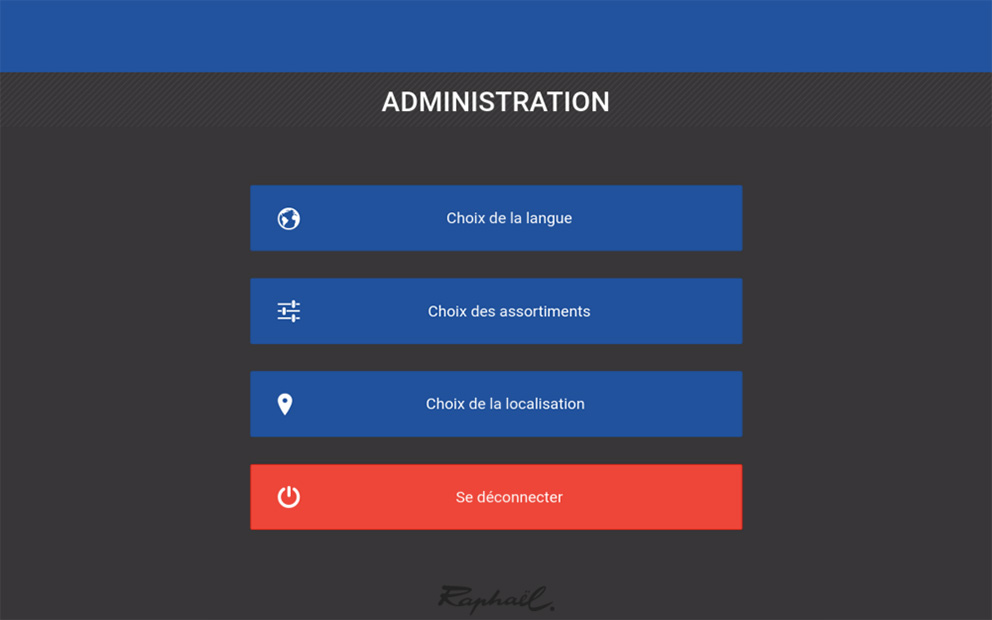 ADMINISTRATION
Choix de la langue
Choix des assortiments
Choix de la localisation
Se déconnecter
Raphaël.